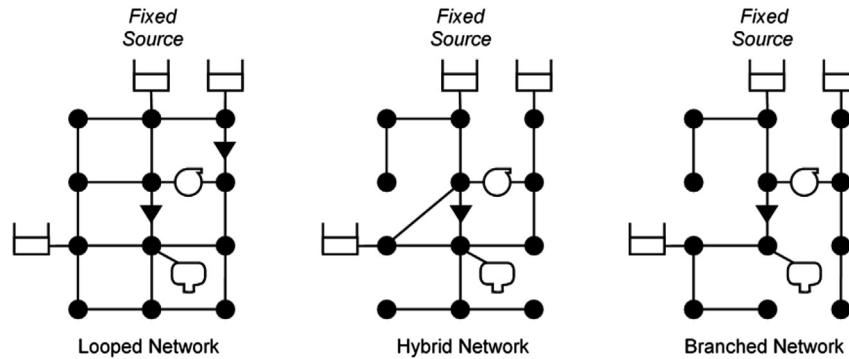 Fixed
Source
Fixed
Source
Fixed
Source
Looped Network
Hybrid Network
Branched Network